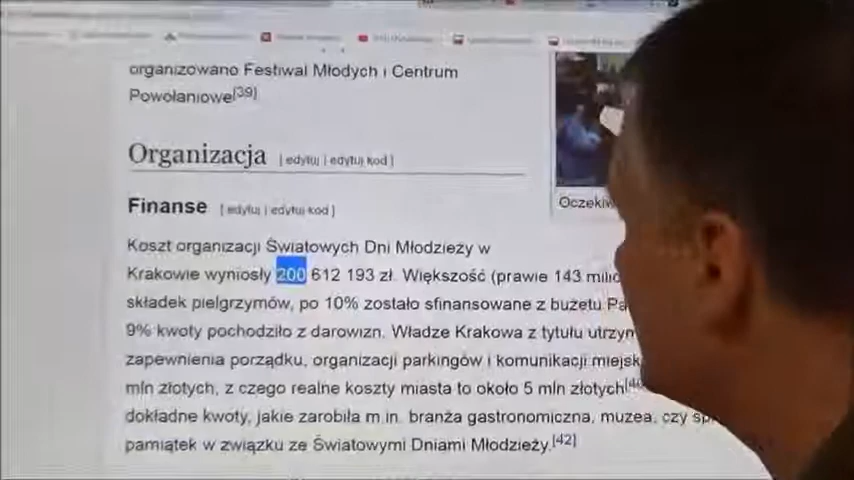 organizowano Festiwal Młodych i Centrum
Powołaniowe[39]
Organizacja [ edytuj | edytuj kod ]
Finanse [ edytuj | edytuj kod ]
Oczekiw
Koszt organizacji Światowych Dni Młodzieży w
Krakowie wyniosły 200 612 193 zł. Większość (prawie 143 milio
składek pielgrzymów, po 10% zostało sfinansowane z budżetu Pa
9% kwoty pochodziło z darowizn. Władze Krakowa z tytułu utrzym
zapewnienia porządku, organizacji parkingów i komunikacji miejsk
mln złotych, z czego realne koszty miasta to około 5 mln złotych[40
dokładne kwoty, jakie zarobiła m.in. branża gastronomiczna, muzea, czy spr
pamiątek w związku ze Światowymi Dniami Młodzieży.[42]